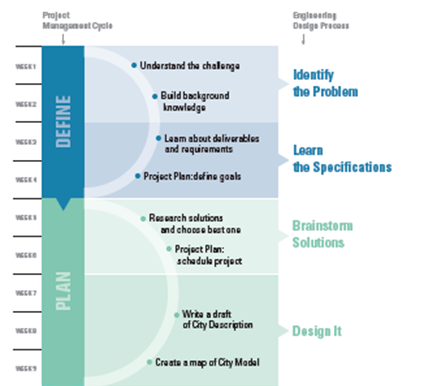 Project
Management Cycle
Engineering
Design Process
WEEK 1
Understand the challenge
Identify
the Problem
WEEK 2
Build background
knowledge
DEFINE
WEEK 3
Learn about deliverables
and requirements
Learn
the Specifications
WEEK 4
Project Plan:define goals
WEEK 5
Research solutions
and choose best one
Brainstorm
Solutions
WEEK 6
Project Plan:
schedule project
PLAN
WEEK 7
Write a draft
of City Description
WEEK 8
Design It
WEEK 9
Create a map of City Model